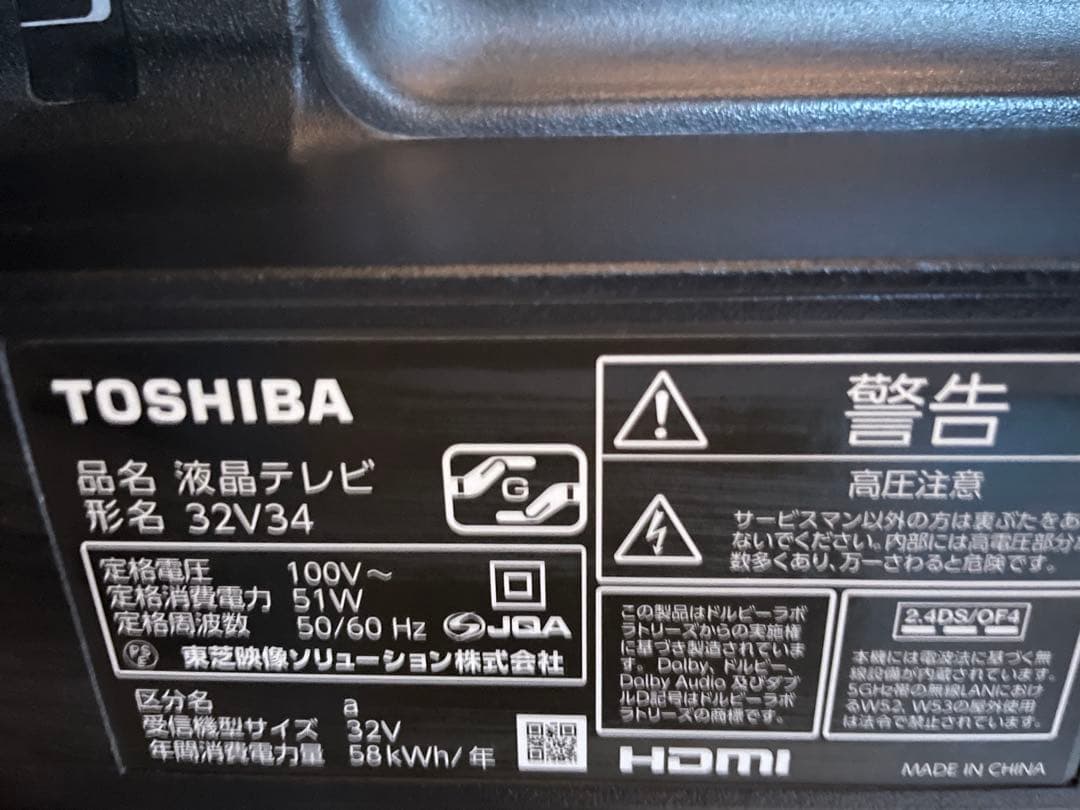 TOSHIBA
品名 液晶テレビ
形名 32V34
G
定格電圧 100V～
定格消費電力 51W
定格周波数 50/60 Hz
JQA
PSE
東芝映像ソリューション株式会社
区分名 a
受信機型サイズ 32V
年間消費電力量 58kWh/年
警告
高圧注意
サービスマン以外の方は裏ぶたをあ
ないでください。内部には高電圧部分が
数多くあり、万一さわると危険です。
この製品はドルビーラボ
ラトリーズからの実施権
に基づき製造されていま
す。Dolby、ドルビー、
Dolby Audio 及びダブ
ルD記号はドルビーラボ
ラトリーズの商標です。
2.4DS/OF4
本機には電波法に基づく無
線設備が内蔵されています。
5GHz帯の無線LANにおけ
るW52、W53の屋外使用
は法令で禁止されています。
HDMI
MADE IN CHINA